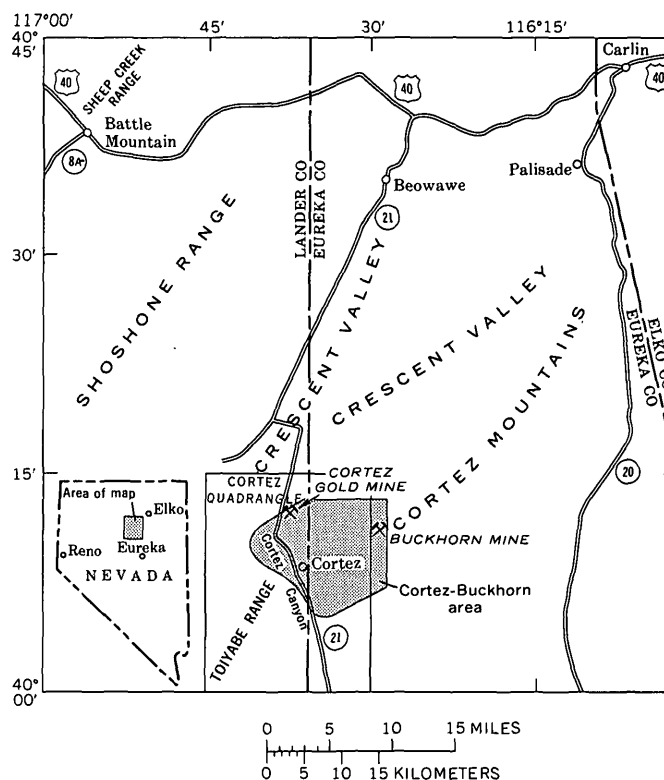 117°00′ 45′ 30′ 116°15′
40°
45′
Carlin
40
SHEEP CREEK
RANGE
40
40
Battle
Mountain
8A
Palisade
Beowawe
21
LANDER CO
EUREKA CO
30′
SHOSHONE RANGE
CRESCENT VALLEY
CRESCENT VALLEY
CORTEZ MOUNTAINS
ELKO CO
EUREKA CO
15′
CORTEZ
QUADRANGLE
CORTEZ
GOLD MINE
20
Area of map
Elko
Reno
Eureka
NEVADA
BUCKHORN MINE
Cortez
Cortez
Canyon
Cortez-Buckhorn
area
TOIYABE RANGE
21
40°
00′
0 5 10 15 MILES
0 5 10 15 KILOMETERS